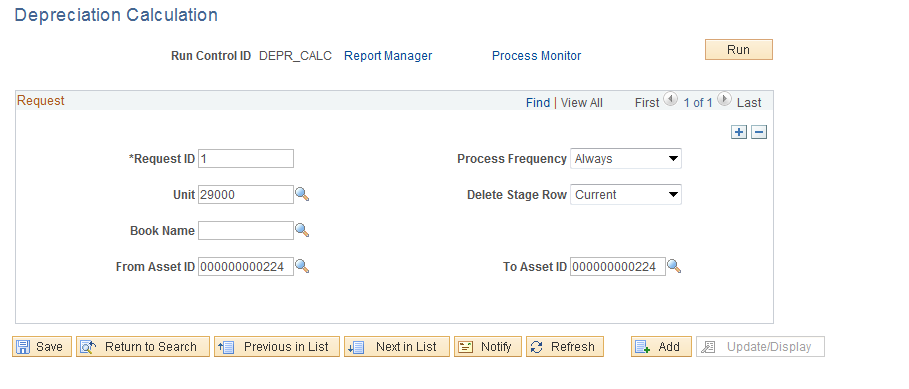 Depreciation Calculation
Run Control ID DEPR_CALC Report Manager Process Monitor Run
Request Find | View All First 1 of 1 Last
*Request ID 1 Process Frequency Always
Unit 29000 Delete Stage Row Current
Book Name
From Asset ID 000000000224 To Asset ID 000000000224
Save Return to Search Previous in List Next in List Notify Refresh Add Update/Display